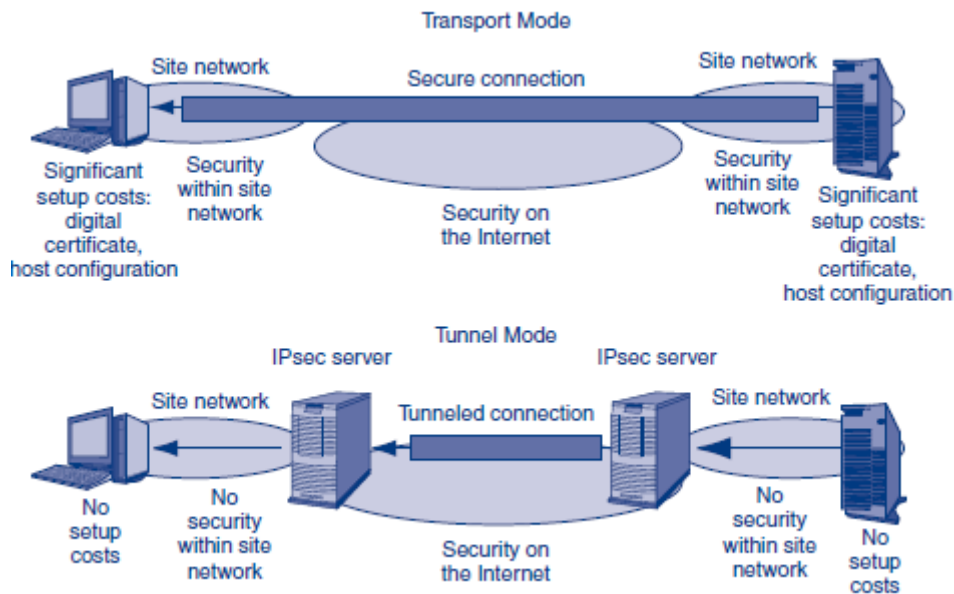 Transport Mode
Site network
Secure connection
Site network
Significant
setup costs:
digital
certificate,
host configuration
Security
within site
network
Security on
the Internet
Security
within site
network
Significant
setup costs:
digital
certificate,
host configuration
Tunnel Mode
IPsec server
IPsec server
Site network
Tunneled connection
Site network
No
setup
costs
No
security
within site
network
Security on
the Internet
No
security
within site
network
No
setup
costs